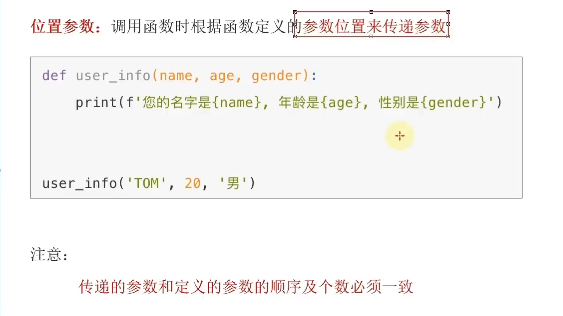 位置参数：调用函数时根据函数定义的参数位置来传递参数
def user_info(name, age, gender):
    print(f'您的名字是{name}, 年龄是{age}, 性别是{gender}')
user_info('TOM', 20, '男')
注意：
传递的参数和定义的参数的顺序及个数必须一致